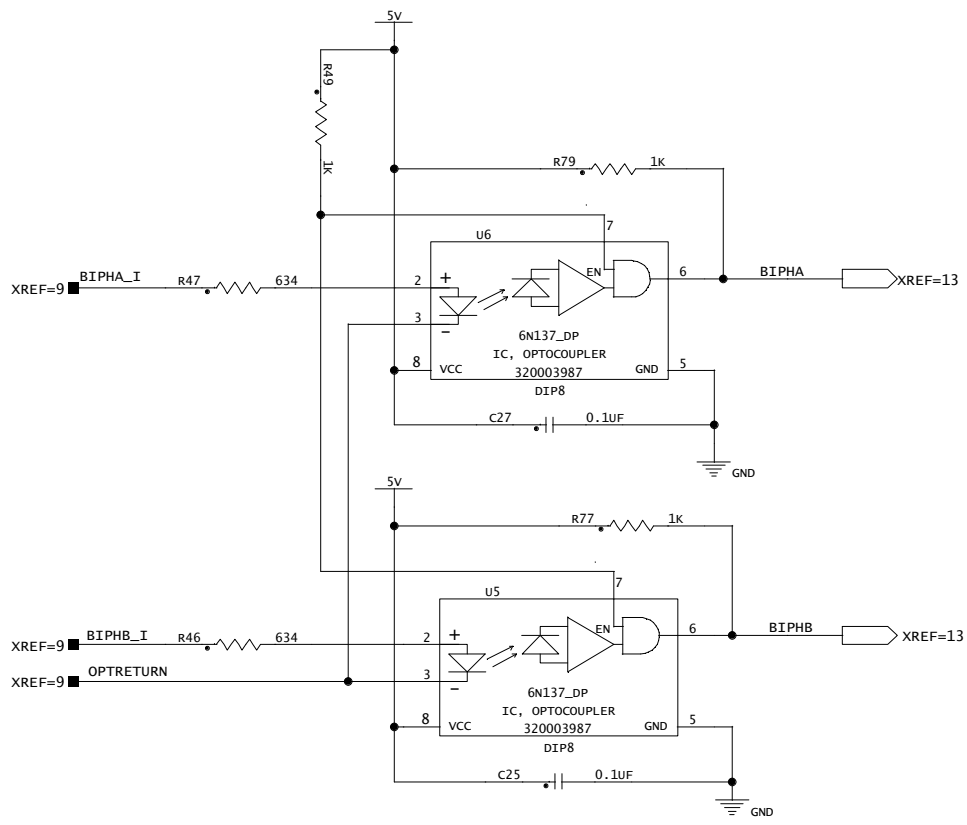 5V
R49
1K
R79 1K
7
U6
BIPHA_I
XREF=9
R47 634
2 +
EN
6
BIPHA
XREF=13
3 -
6N137_DP
IC, OPTOCOUPLER
8 VCC
320003987
GND 5
DIP8
C27 0.1UF
GND
5V
R77 1K
7
U5
BIPHB_I
XREF=9
R46 634
2 +
EN
6
BIPHB
XREF=13
OPTRETURN
XREF=9
3 -
6N137_DP
IC, OPTOCOUPLER
8 VCC
320003987
GND 5
DIP8
C25 0.1UF
GND